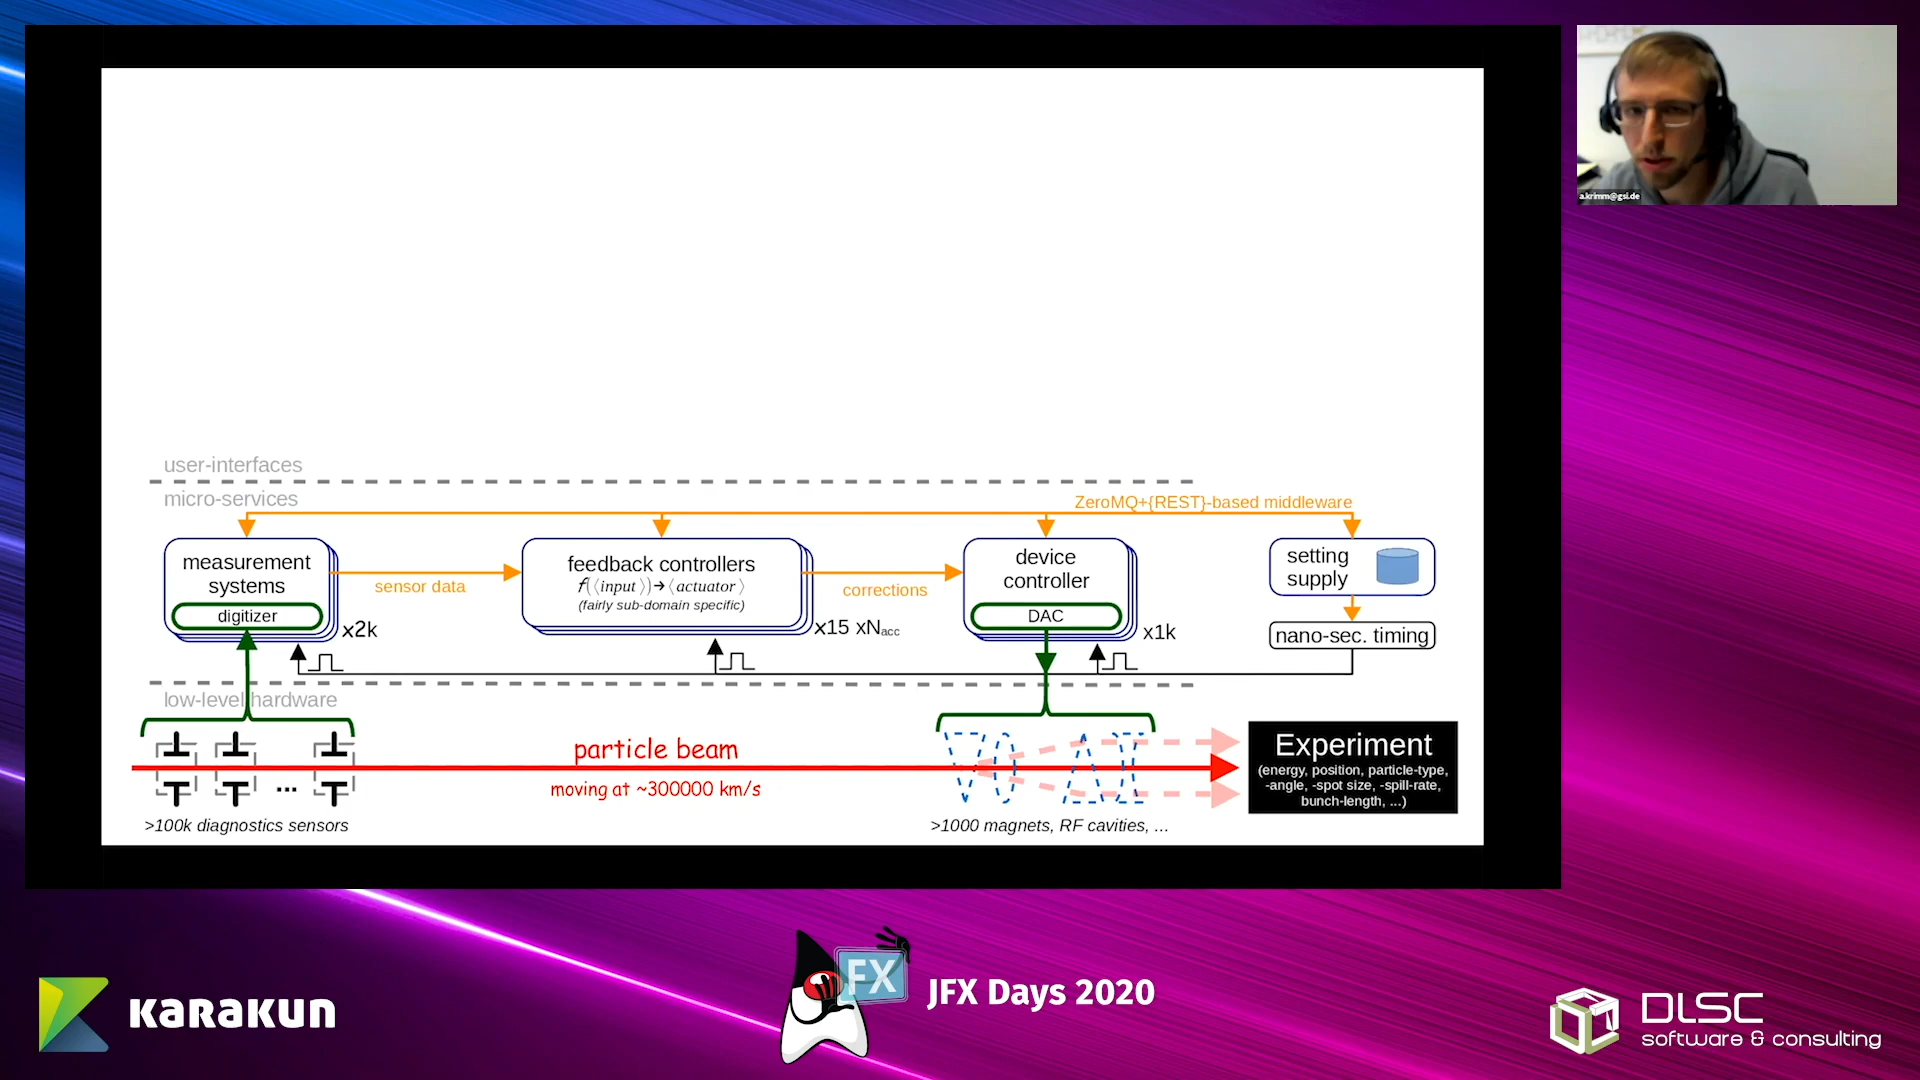 a.krimm@gsi.de
user-interfaces
micro-services
ZeroMQ+{REST}-based middleware
measurement
systems
digitizer
x2k
sensor data
feedback controllers
f(⟨input⟩)→⟨actuator⟩
(fairly sub-domain specific)
x15 xNacc
corrections
device
controller
DAC
x1k
setting
supply
nano-sec. timing
low-level hardware
particle beam
moving at ~300000 km/s
...
>100k diagnostics sensors
>1000 magnets, RF cavities, ...
Experiment
(energy, position, particle-type,
-angle, -spot size, -spill-rate,
bunch-length, ...)
KARAKUN
FX
JFX Days 2020
DLSC
software & consulting